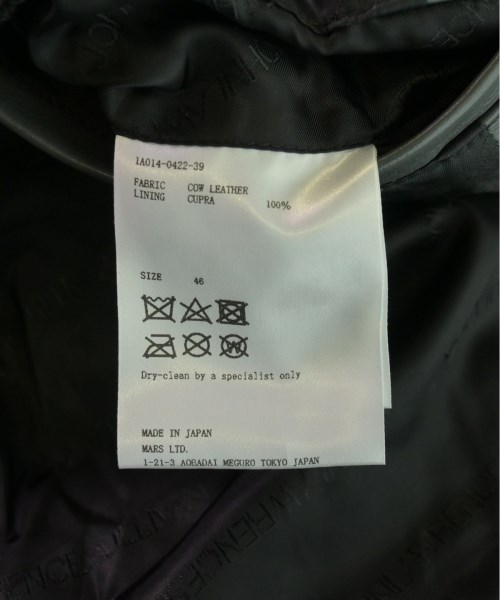 1A014-0422-39
FABRIC COW LEATHER
LINING CUPRA 100%
SIZE 46
Dry-clean by a specialist only
MADE IN JAPAN
MARS LTD.
1-21-3 AOBADAI MEGURO TOKYO JAPAN